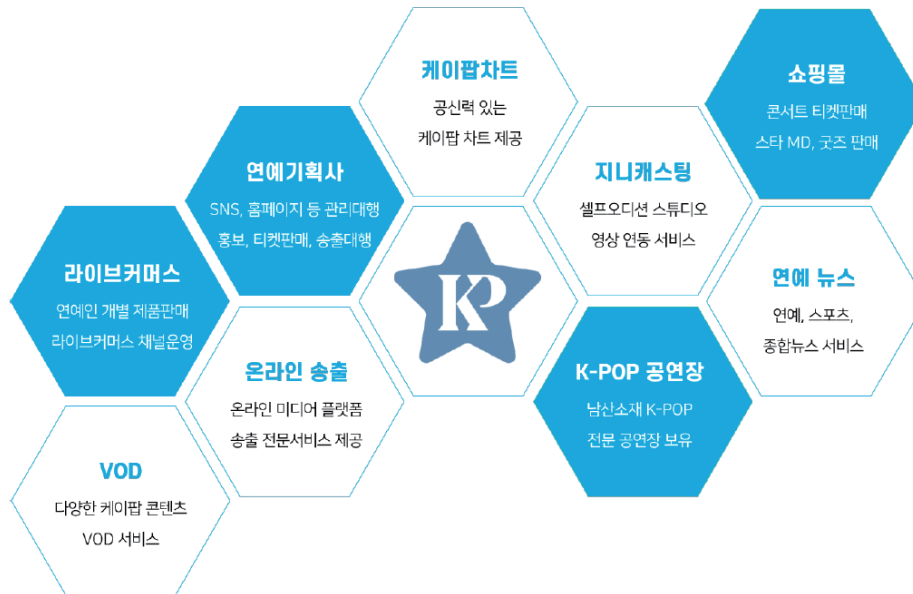 케이팝차트
공신력 있는
케이팝 차트 제공
쇼핑몰
콘서트 티켓판매
스타 MD, 굿즈 판매
연예기획사
SNS, 홈페이지 등 관리대행
홍보, 티켓판매, 송출대행
지니캐스팅
셀프오디션 스튜디오
영상 연동 서비스
라이브커머스
연예인 개별 제품판매
라이브커머스 채널운영
KP
연예 뉴스
연예, 스포츠,
종합뉴스 서비스
온라인 송출
온라인 미디어 플랫폼
송출 전문서비스 제공
K-POP 공연장
남산소재 K-POP
전문 공연장 보유
VOD
다양한 케이팝 콘텐츠
VOD 서비스